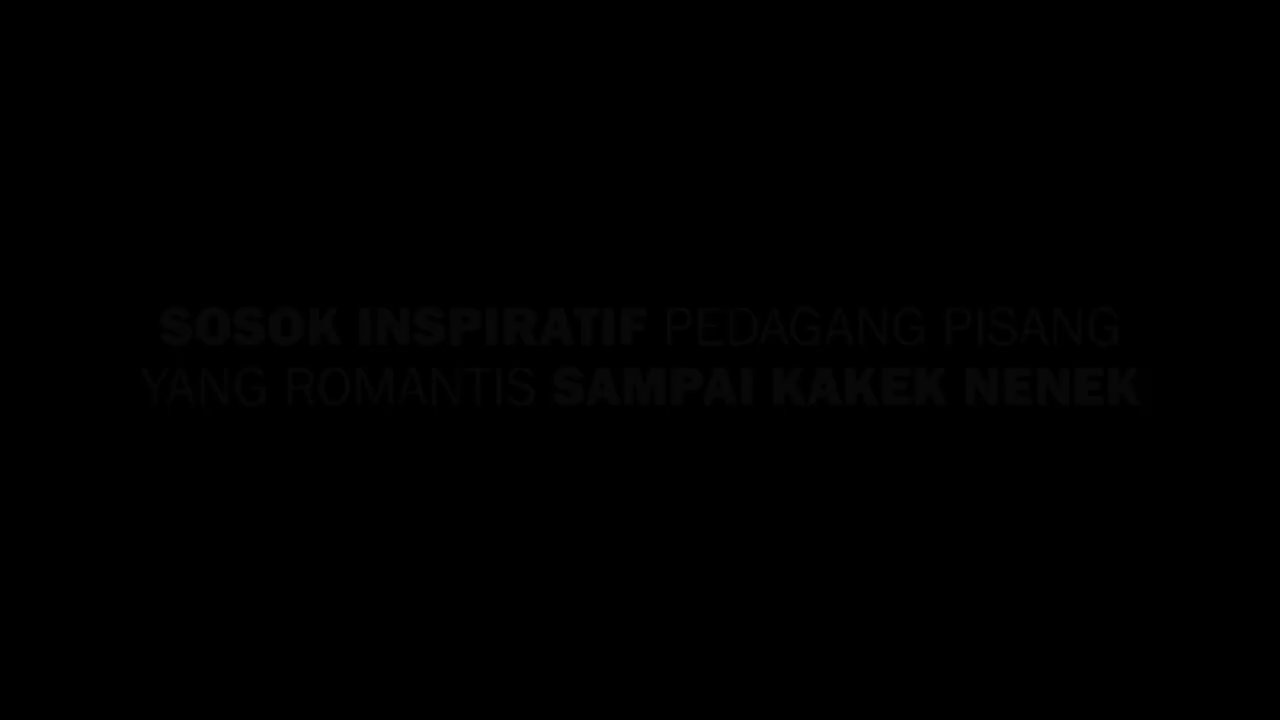 SOSOK INSPIRATIF PEDAGANG PISANG
YANG ROMANTIS SAMPAI KAKEK NENEK